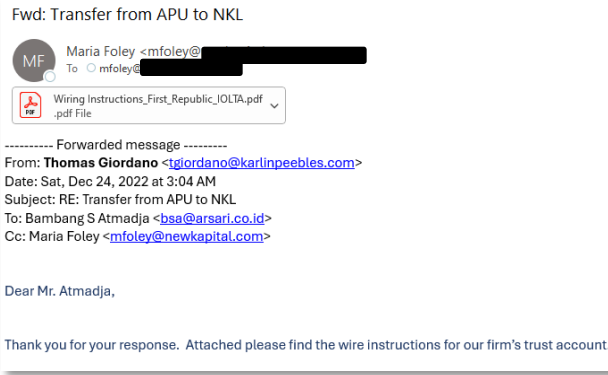 Fwd: Transfer from APU to NKL
MF
Maria Foley <mfoley@
To mfoley@
Wiring Instructions_First_Republic_IOLTA.pdf
PDF
.pdf File
---------- Forwarded message ---------
From: Thomas Giordano <tgiordano@karlinpeebles.com>
Date: Sat, Dec 24, 2022 at 3:04 AM
Subject: RE: Transfer from APU to NKL
To: Bambang S Atmadja <bsa@arsari.co.id>
Cc: Maria Foley <mfoley@newkapital.com>
Dear Mr. Atmadja,
Thank you for your response. Attached please find the wire instructions for our firm's trust account.